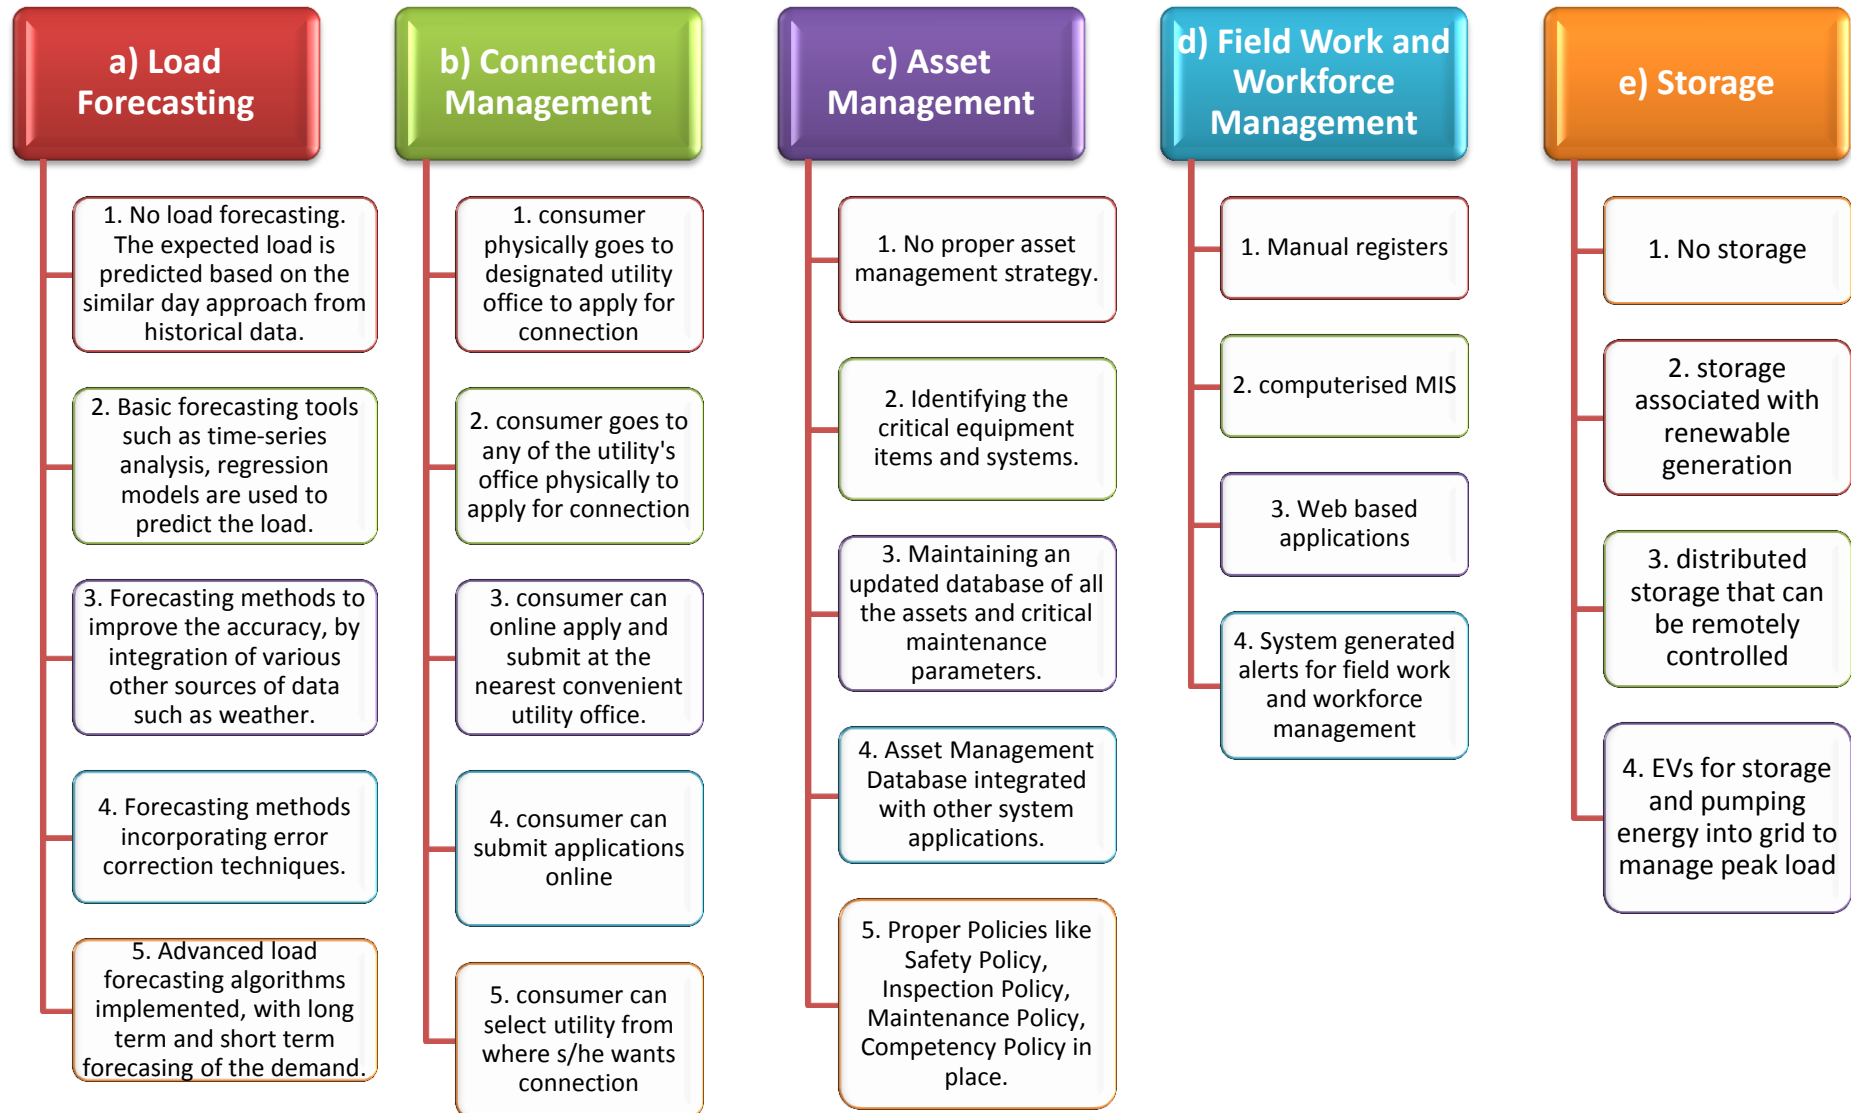 a) Load
Forecasting
1. No load forecasting.
The expected load is
predicted based on the
similar day approach from
historical data.
2. Basic forecasting tools
such as time-series
analysis, regression
models are used to
predict the load.
3. Forecasting methods to
improve the accuracy, by
integration of various
other sources of data
such as weather.
4. Forecasting methods
incorporating error
correction techniques.
5. Advanced load
forecasting algorithms
implemented, with long
term and short term
forecasing of the demand.
b) Connection
Management
1. consumer
physically goes to
designated utility
office to apply for
connection
2. consumer goes to
any of the utility's
office physically to
apply for connection
3. consumer can
online apply and
submit at the
nearest convenient
utility office.
4. consumer can
submit applications
online
5. consumer can
select utility from
where s/he wants
connection
c) Asset
Management
1. No proper asset
management strategy.
2. Identifying the
critical equipment
items and systems.
3. Maintaining an
updated database of all
the assets and critical
maintenance
parameters.
4. Asset Management
Database integrated
with other system
applications.
5. Proper Policies like
Safety Policy,
Inspection Policy,
Maintenance Policy,
Competency Policy in
place.
d) Field Work and
Workforce
Management
1. Manual registers
2. computerised MIS
3. Web based
applications
4. System generated
alerts for field work
and workforce
management
e) Storage
1. No storage
2. storage
associated with
renewable
generation
3. distributed
storage that can
be remotely
controlled
4. EVs for storage
and pumping
energy into grid to
manage peak load